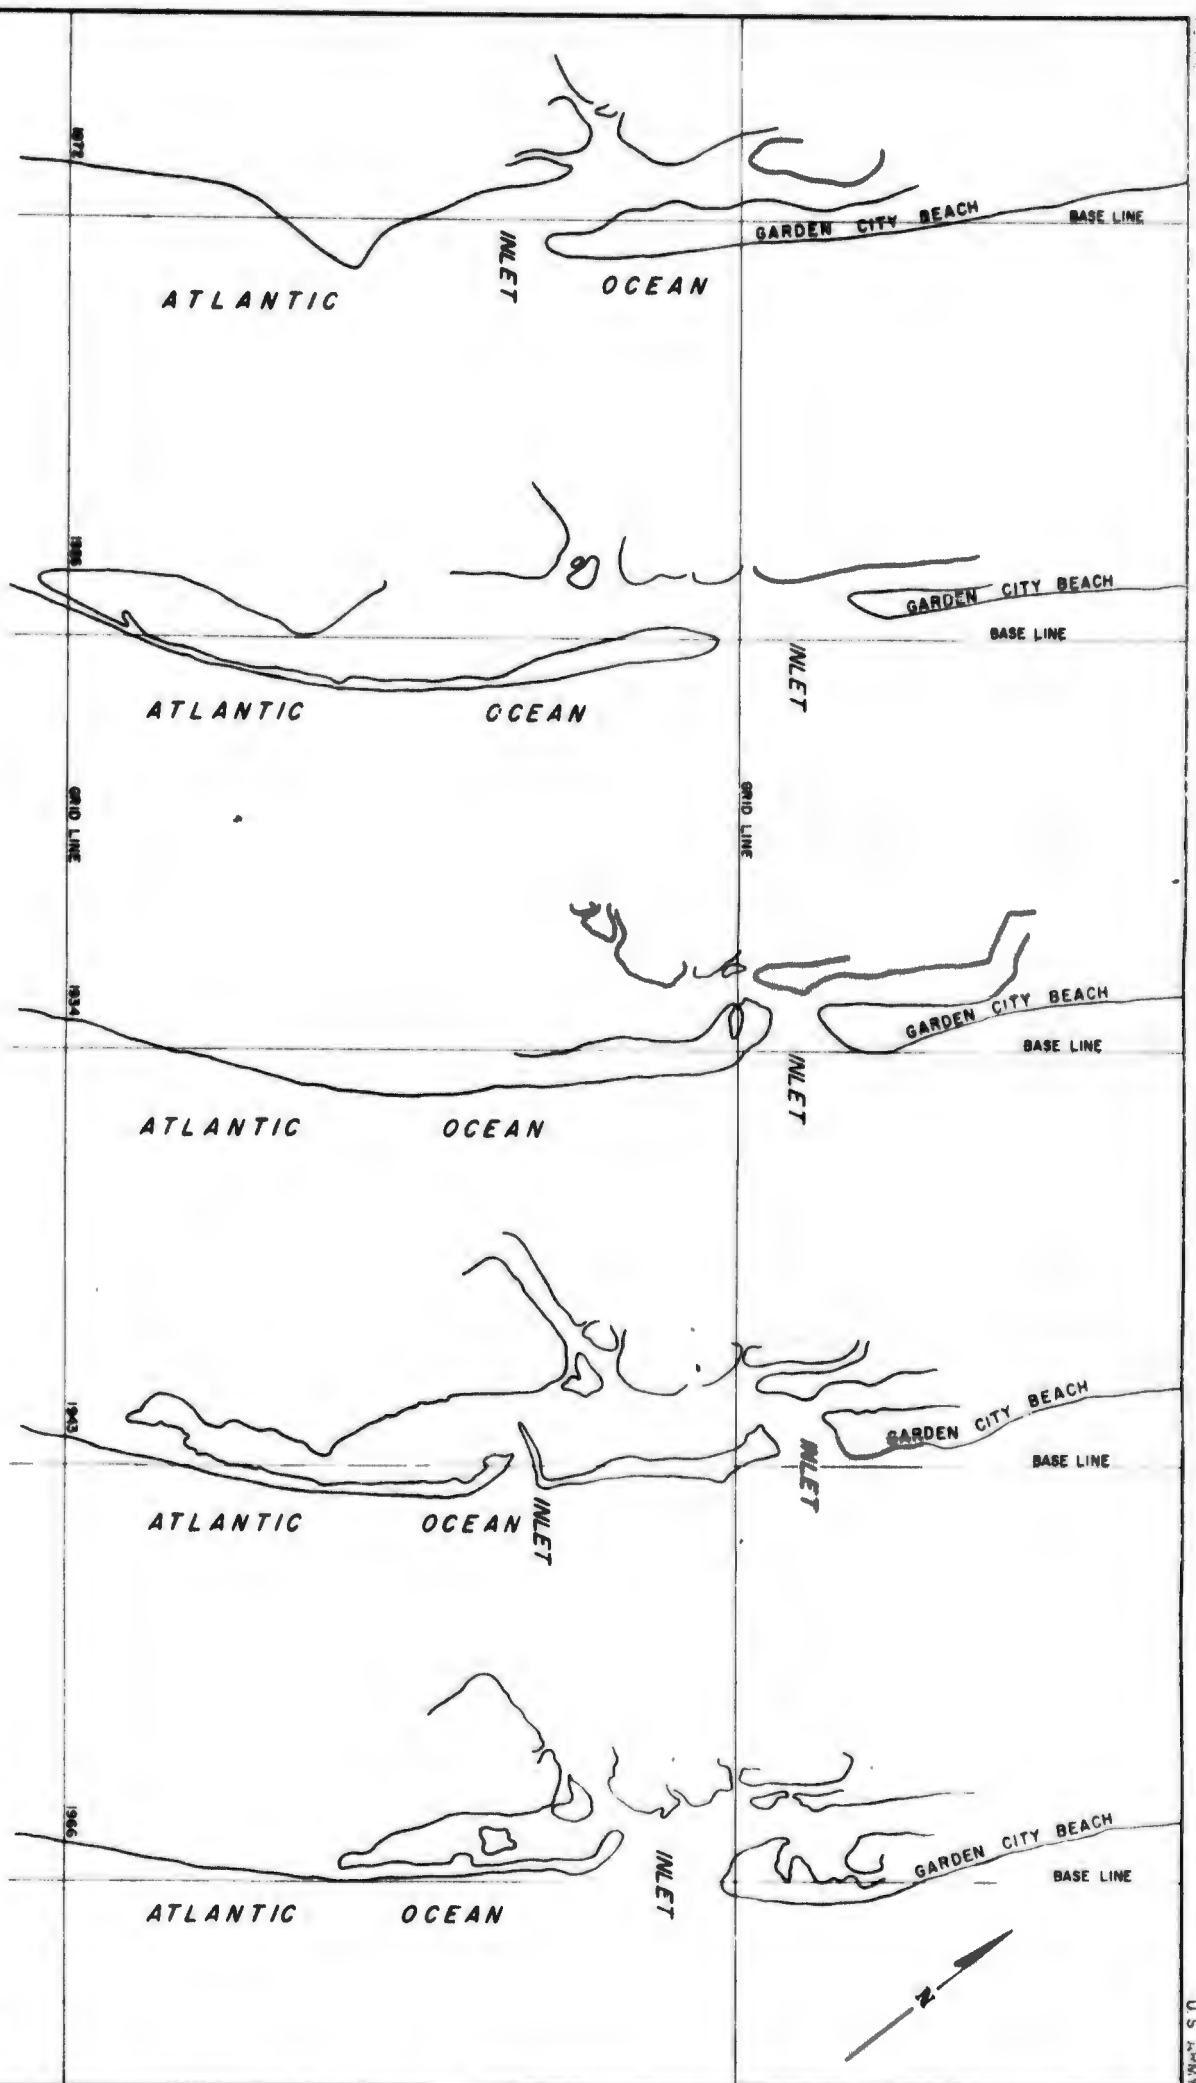 1872
GARDEN CITY BEACH
BASE LINE
INLET
ATLANTIC OCEAN
GARDEN CITY BEACH
BASE LINE
INLET
ATLANTIC OCEAN
GRID LINE
GRID LINE
1934
GARDEN CITY BEACH
BASE LINE
INLET
ATLANTIC OCEAN
1943
GARDEN CITY BEACH
BASE LINE
INLET
ATLANTIC OCEAN
INLET
1966
GARDEN CITY BEACH
BASE LINE
INLET
ATLANTIC OCEAN
N
U S ARMY